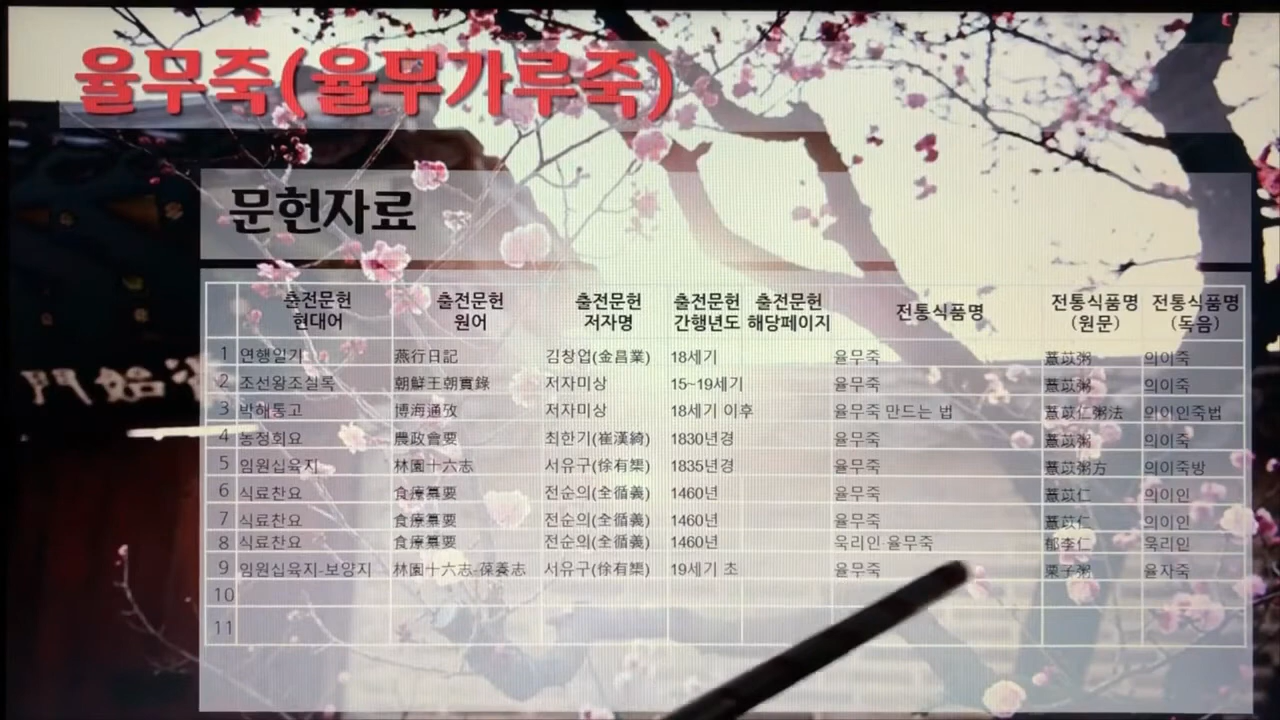 율무죽(율무가루죽)
문헌자료
출전문헌 현대어 출전문헌 원어 출전문헌 저자명 출전문헌 간행년도 출전문헌 해당페이지 전통식품명 전통식품명 (원문) 전통식품명 (독음)
1 연행일기 燕行日記 김창업(金昌業) 18세기 율무죽 薏苡粥 의이죽
2 조선왕조실록 朝鮮王朝實錄 저자미상 15~19세기 율무죽 薏苡粥 의이죽
3 박해통고 博海通攷 저자미상 18세기 이후 율무죽 만드는 법 薏苡仁粥法 의이인죽법
4 농정회요 農政會要 최한기(崔漢綺) 1830년경 율무죽 薏苡粥 의이죽
5 임원십육지 林園十六志 서유구(徐有榘) 1835년경 율무죽 薏苡粥方 의이죽방
6 식료찬요 食療纂要 전순의(全循義) 1460년 율무죽 薏苡仁 의이인
7 식료찬요 食療纂要 전순의(全循義) 1460년 율무죽 薏苡仁 의이인
8 식료찬요 食療纂要 전순의(全循義) 1460년 욱리인 율무죽 郁李仁 욱리인
9 임원십육지-보양지 林園十六志-葆養志 서유구(徐有榘) 19세기 초 율무죽 栗子粥 율자죽
10
11